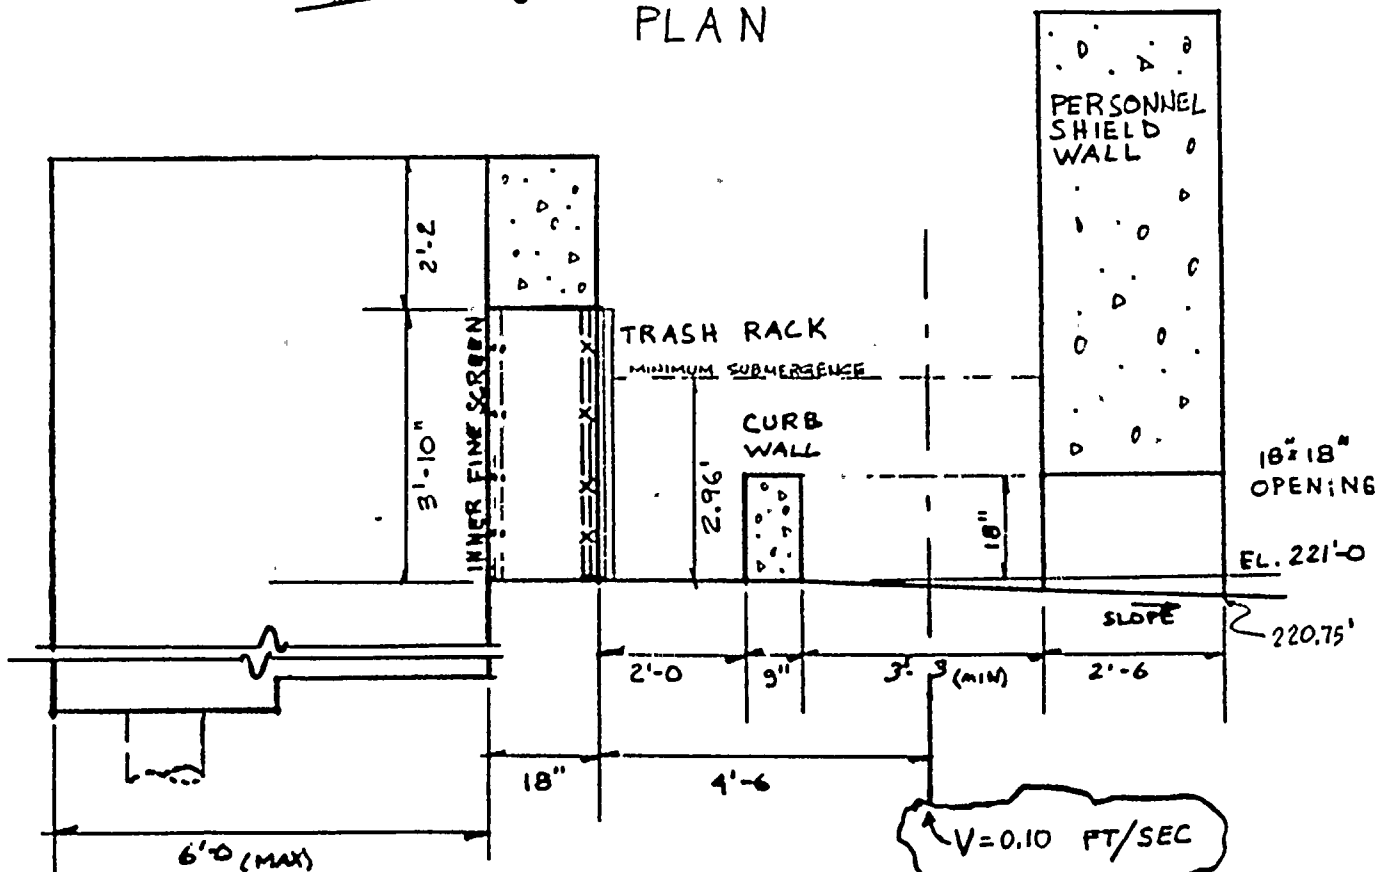 PLAN
PERSONNEL
SHIELD
WALL
2'-2
TRASH RACK
MINIMUM SUBMERGENCE
INNER FINE SCREEN
3'-10"
2.96'
CURB
WALL
18"
18"x18"
OPENING
EL. 221'-0
SLOPE
220.75'
2'-0
9"
3'-3 (MIN)
2'-6
18"
4'-6
6'-0 (MAX)
V=0.10 FT/SEC